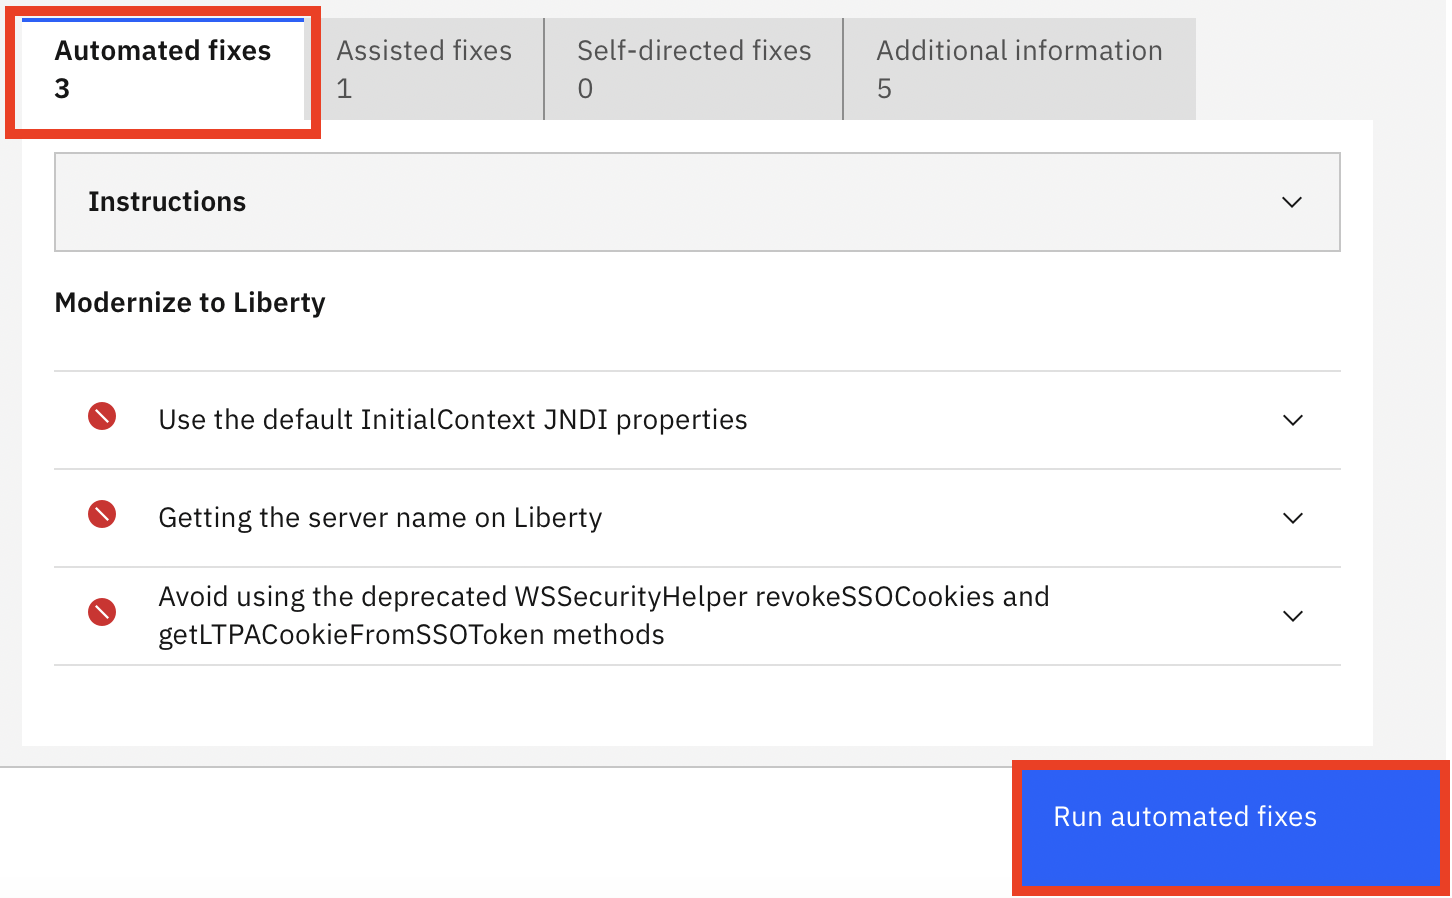 Automated fixes
3
Assisted fixes
1
Self-directed fixes
0
Additional information
5
Instructions
Modernize to Liberty
Use the default InitialContext JNDI properties
Getting the server name on Liberty
Avoid using the deprecated WSSecurityHelper revokeSSOCookies and
getLTPACookieFromSSOToken methods
Run automated fixes